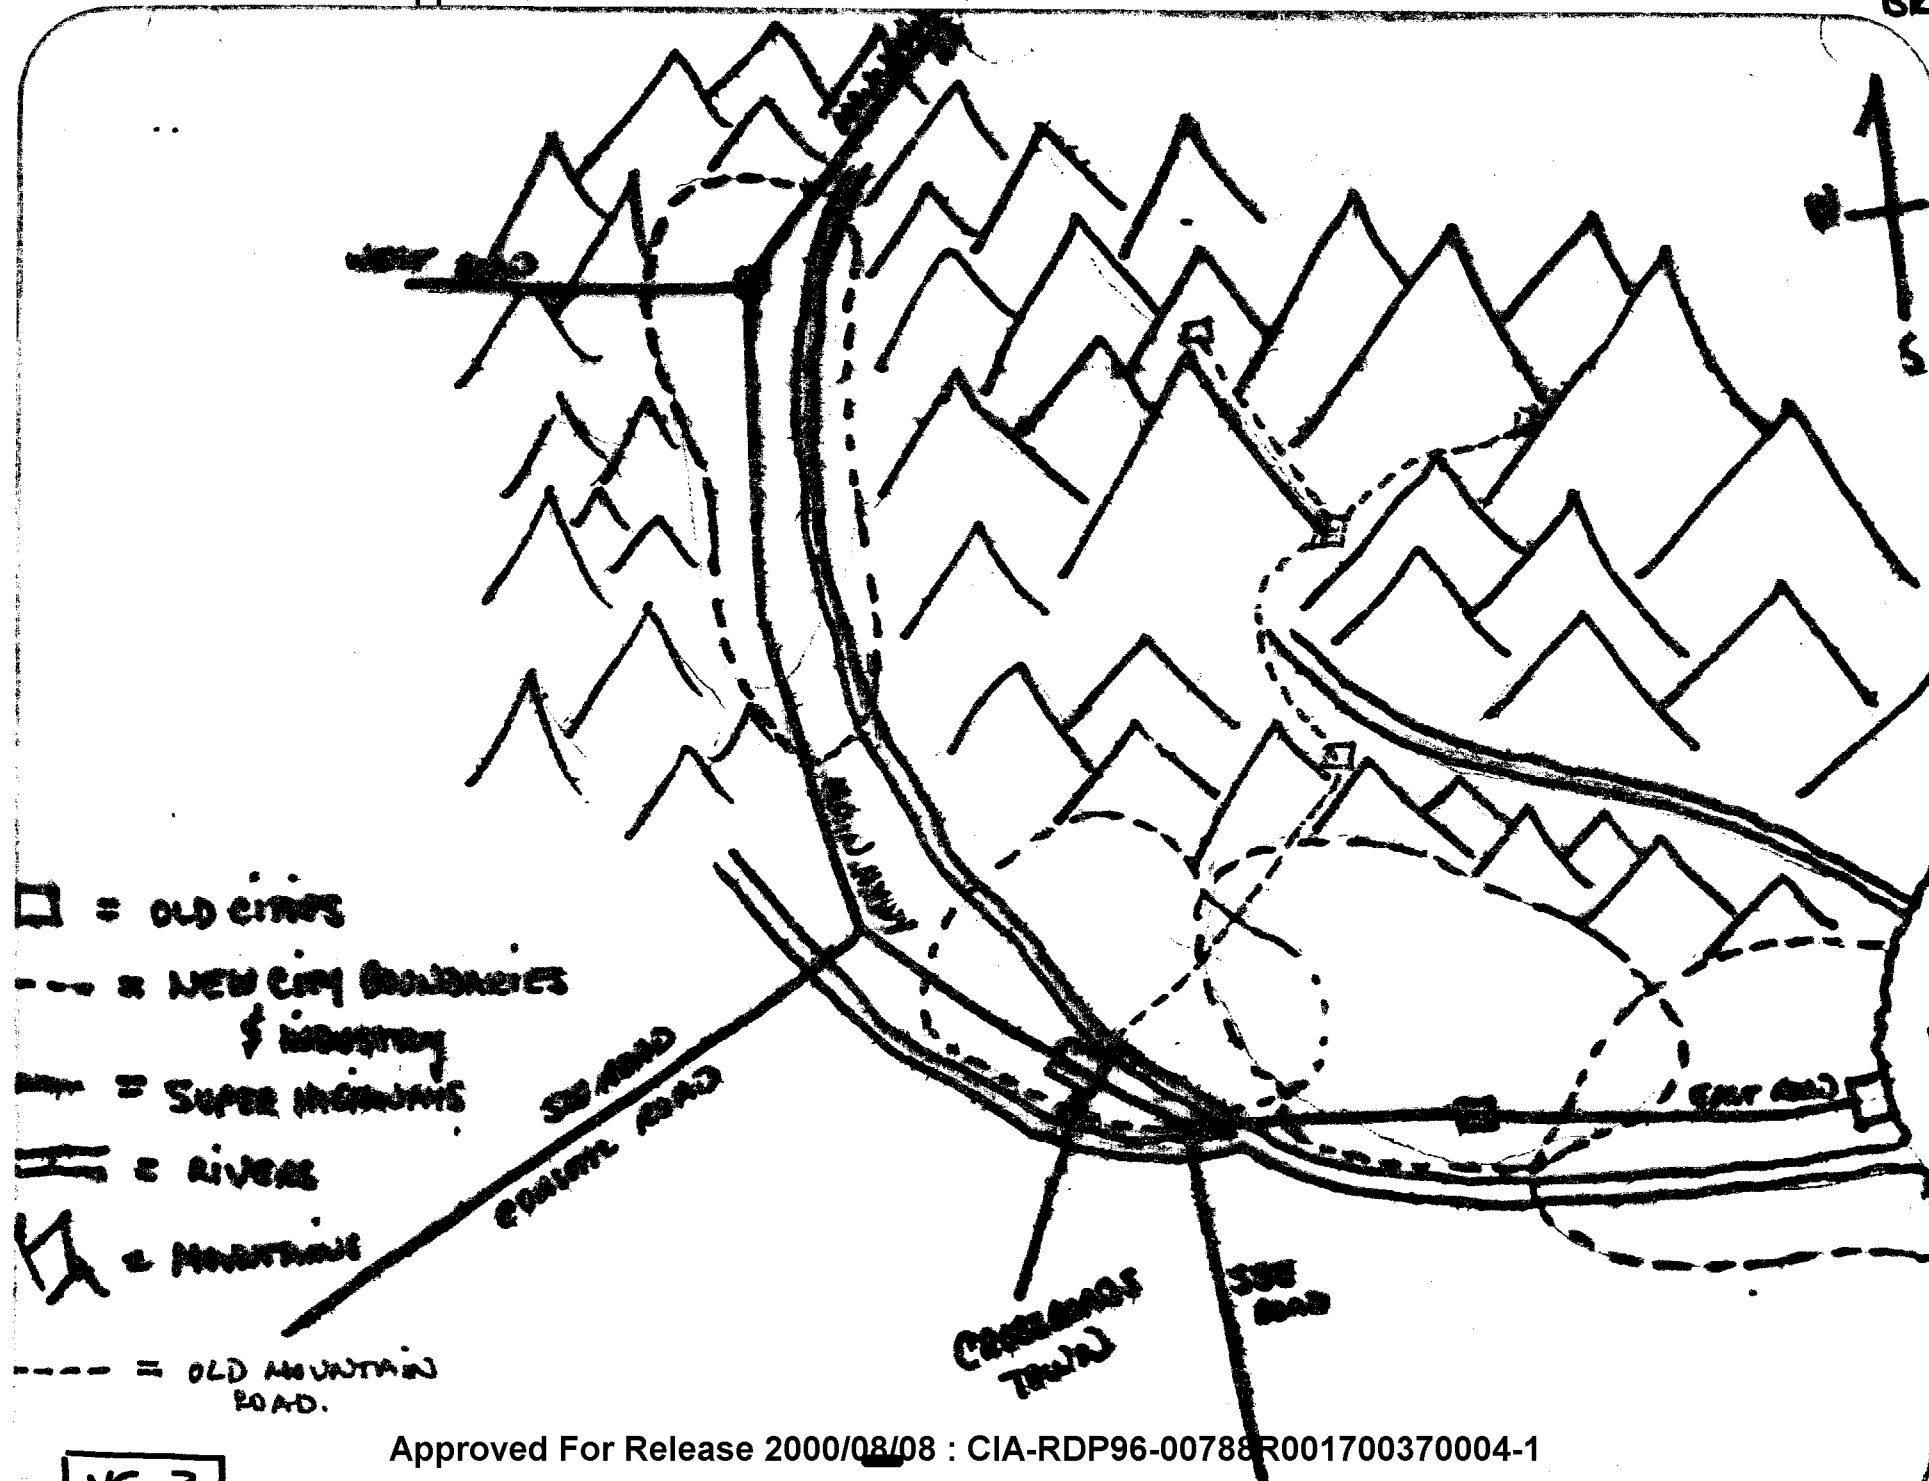 W
S
WEST ROAD
MAIN HWY
= OLD CITIES
= NEW CITY BOUNDARIES
& INDUSTRY
= SUPER HIGHWAYS
= RIVERS
= MOUNTAINS
= OLD MOUNTAIN
ROAD.
SW ROAD
ROAD
EAST ROAD
CROSSROADS
TOWN
SSE
ROAD
Approved For Release 2000/08/08 : CIA-RDP96-00788R001700370004-1